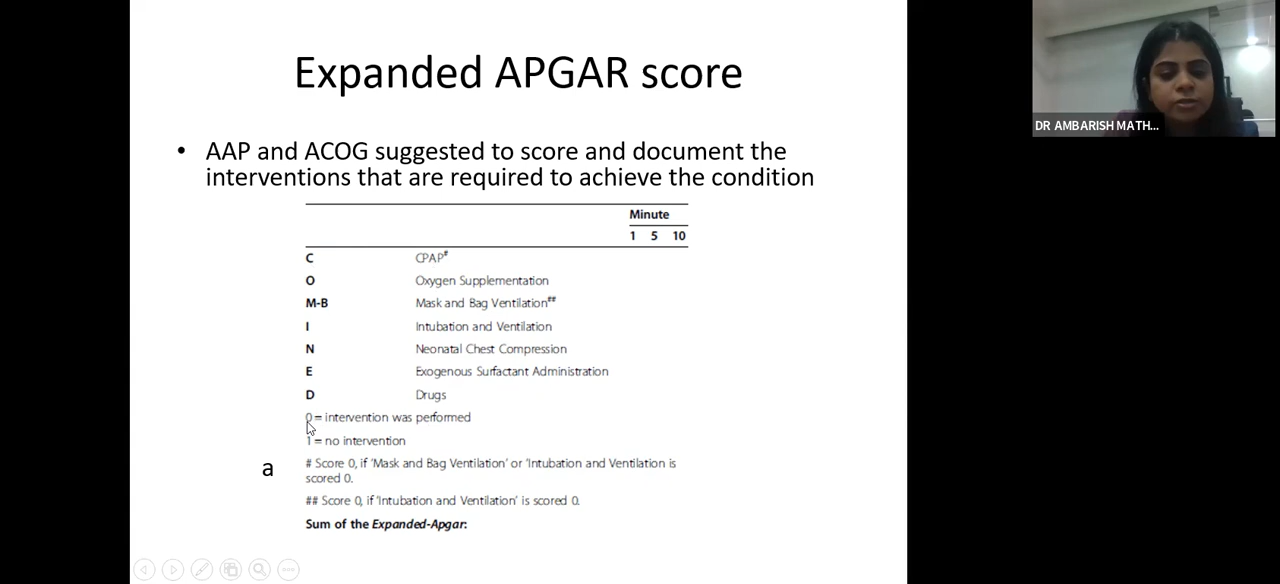 Expanded APGAR score
• AAP and ACOG suggested to score and document the
interventions that are required to achieve the condition
Minute
1 5 10
C CPAP#
O Oxygen Supplementation
M-B Mask and Bag Ventilation##
I Intubation and Ventilation
N Neonatal Chest Compression
E Exogenous Surfactant Administration
D Drugs
0 = intervention was performed
1 = no intervention
a
# Score 0, if 'Mask and Bag Ventilation' or 'Intubation and Ventilation is
scored 0.
## Score 0, if 'Intubation and Ventilation' is scored 0.
Sum of the Expanded-Apgar:
DR AMBARISH MATH...